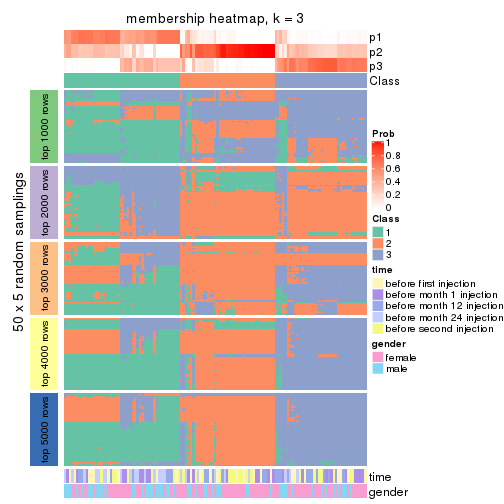 membership heatmap, k = 3
p1
p2
p3
Class
50 x 5 random samplings
top 1000 rows
top 2000 rows
top 3000 rows
top 4000 rows
top 5000 rows
time
gender
Prob
1
0.8
0.6
0.4
0.2
0
Class
1
2
3
time
before first injection
before month 1 injection
before month 12 injection
before month 24 injection
before second injection
gender
female
male